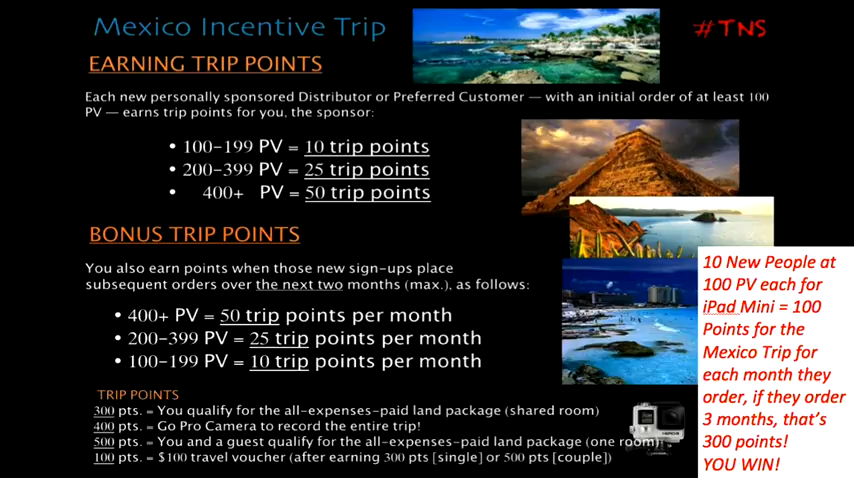 Mexico Incentive Trip
#TNS
EARNING TRIP POINTS
Each new personally sponsored Distributor or Preferred Customer — with an initial order of at least 100
PV — earns trip points for you, the sponsor:
• 100-199 PV = 10 trip points
• 200-399 PV = 25 trip points
• 400+ PV = 50 trip points
BONUS TRIP POINTS
You also earn points when those new sign-ups place
subsequent orders over the next two months (max.), as follows:
• 400+ PV = 50 trip points per month
• 200-399 PV = 25 trip points per month
• 100-199 PV = 10 trip points per month
TRIP POINTS
300 pts. = You qualify for the all-expenses-paid land package (shared room)
400 pts. = Go Pro Camera to record the entire trip!
500 pts. = You and a guest qualify for the all-expenses-paid land package (one room)
100 pts. = $100 travel voucher (after earning 300 pts [single] or 500 pts [couple])
10 New People at
100 PV each for
iPad Mini = 100
Points for the
Mexico Trip for
each month they
order, if they order
3 months, that's
300 points!
YOU WIN!